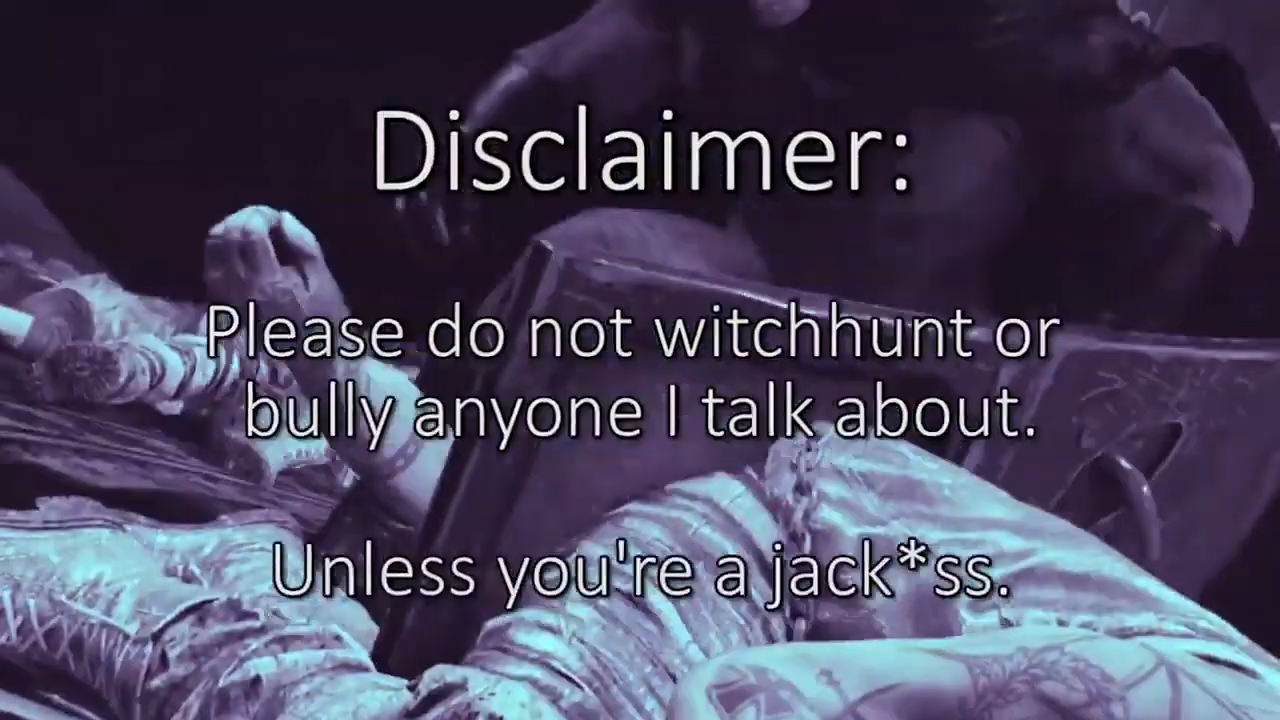 Disclaimer:
Please do not witchhunt or
bully anyone I talk about.
Unless you're a jack*ss.